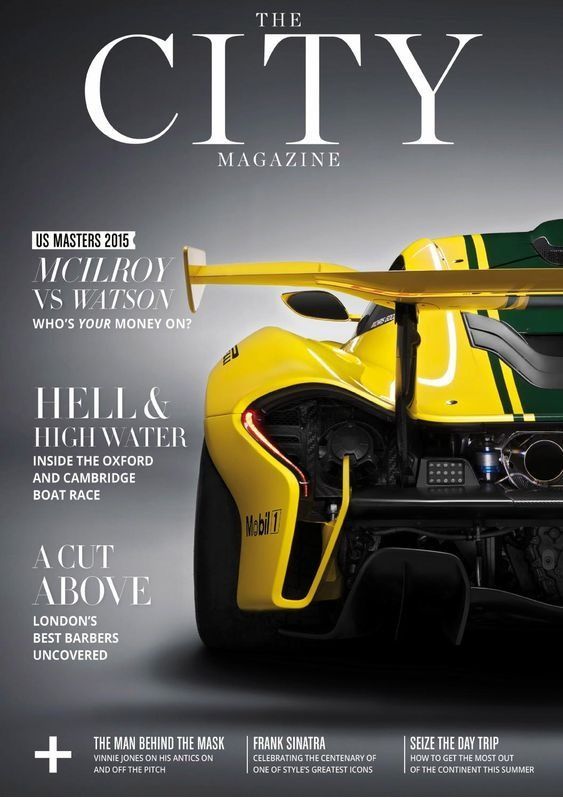 THE
CITY
MAGAZINE
US MASTERS 2015
MCILROY
VS WATSON
WHO'S YOUR MONEY ON?
HELL &
HIGH WATER
INSIDE THE OXFORD
AND CAMBRIDGE
BOAT RACE
Mobil 1
A CUT
ABOVE
LONDON'S
BEST BARBERS
UNCOVERED
+
THE MAN BEHIND THE MASK
VINNIE JONES ON HIS ANTICS ON
AND OFF THE PITCH
FRANK SINATRA
CELEBRATING THE CENTENARY OF
ONE OF STYLE'S GREATEST ICONS
SEIZE THE DAY TRIP
HOW TO GET THE MOST OUT
OF THE CONTINENT THIS SUMMER